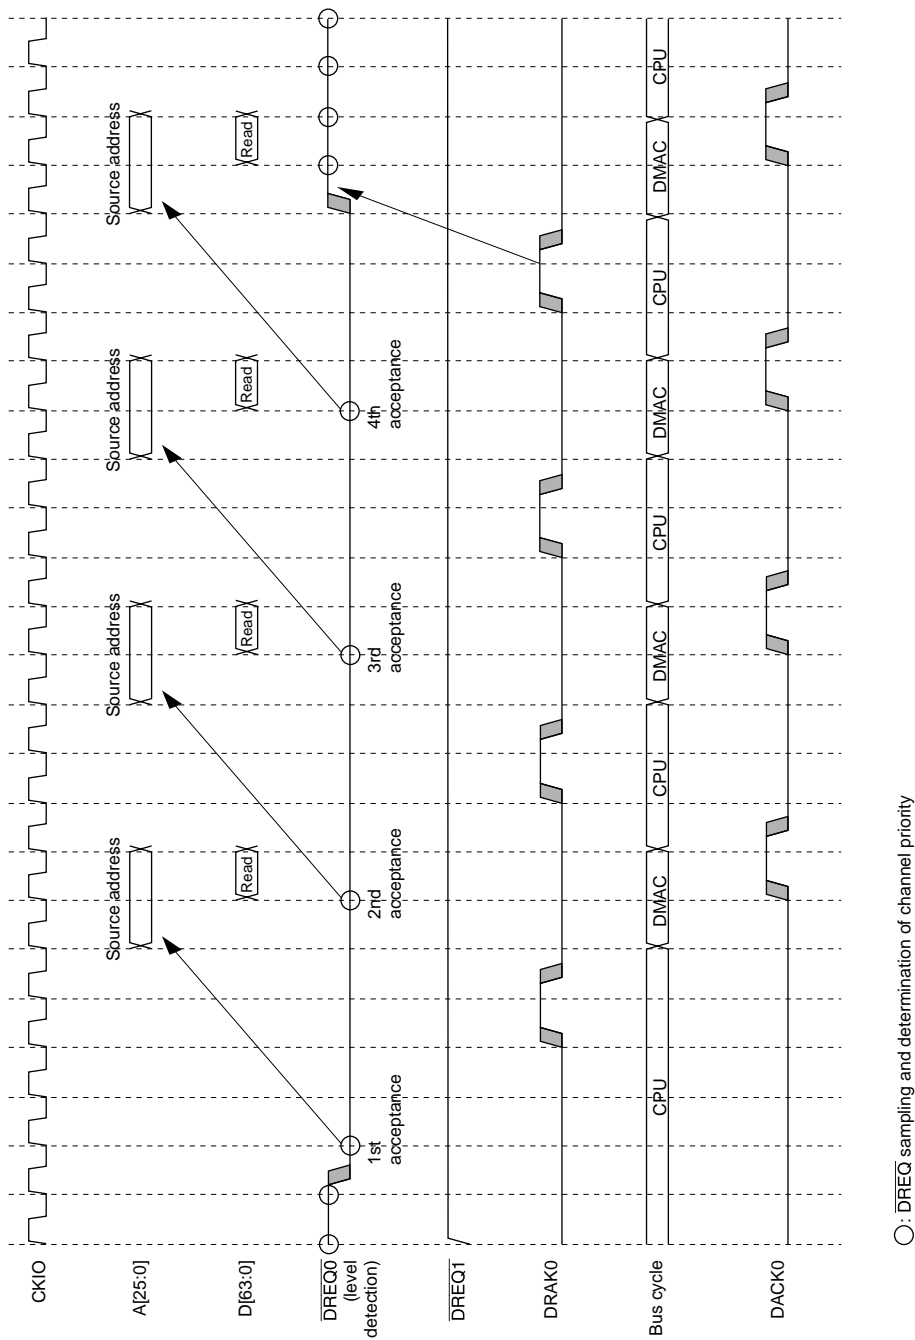 CKIO
A[25:0]
Source address
Source address
Source address
Source address
D[63:0]
Read
Read
Read
Read
DREQ0
(level
detection)
1st
acceptance
2nd
acceptance
3rd
acceptance
4th
acceptance
DREQ1
DRAK0
Bus cycle
CPU
DMAC
CPU
DMAC
CPU
DMAC
CPU
DMAC
CPU
DACK0
: DREQ sampling and determination of channel priority